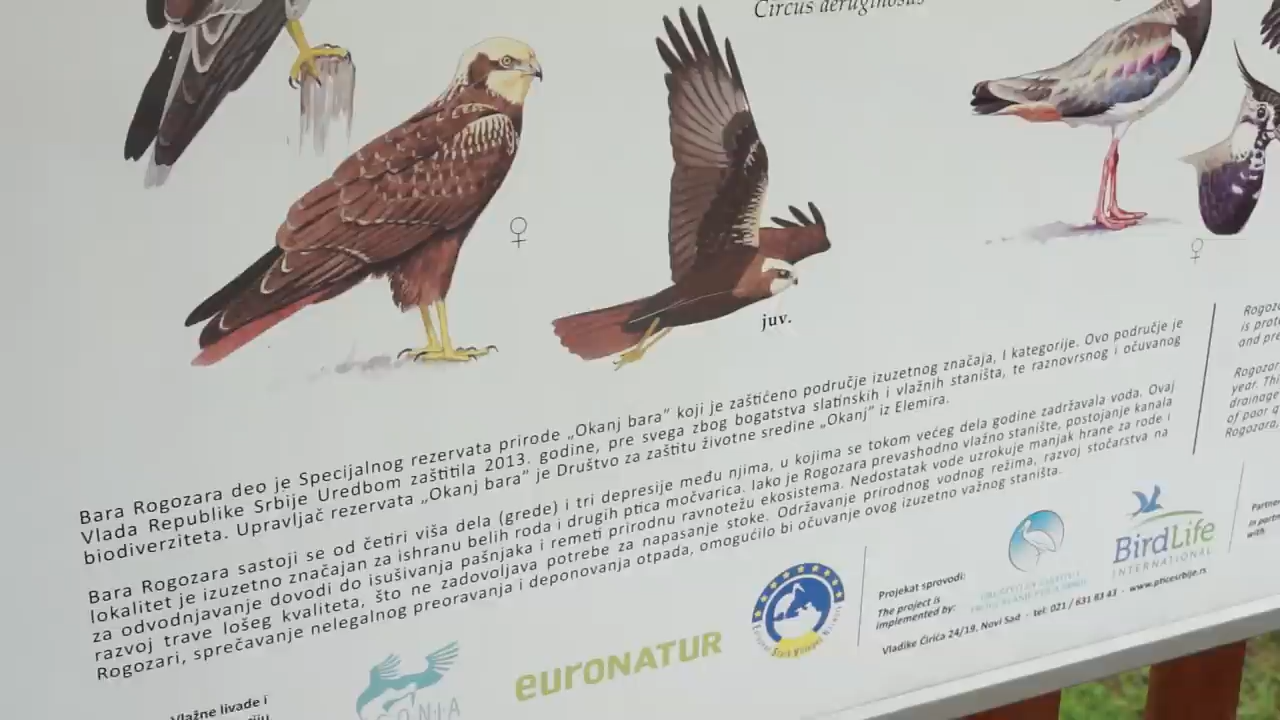 Circus aeruginosus
♀
♀
juv.
Bara Rogozara deo je Specijalnog rezervata prirode „Okanj bara“ koji je zaštićeno područje izuzetnog značaja, I kategorije. Ovo područje je
Vlada Republike Srbije Uredbom zaštitila 2013. godine, pre svega zbog bogatstva slatinskih i vlažnih staništa, te raznovrsnog i očuvanog
biodiverziteta. Upravljač rezervata „Okanj bara“ je Društvo za zaštitu životne sredine „Okanj“ iz Elemira.
Bara Rogozara sastoji se od četiri viša dela (grede) i tri depresije među njima, u kojima se tokom većeg dela godine zadržavala voda. Ovaj
lokalitet je izuzetno značajan za ishranu belih roda i drugih ptica močvarica. Iako je Rogozara prevashodno vlažno stanište, postojanje kanala
za odvodnjavanje dovodi do isušivanja pašnjaka i remeti prirodnu ravnotežu ekosistema. Nedostatak vode uzrokuje manjak hrane za rode i
razvoj trave lošeg kvaliteta, što ne zadovoljava potrebe za napasanje stoke. Održavanje prirodnog vodnog režima, razvoj stočarstva na
Rogozari, sprečavanje nelegalnog preoravanja i deponovanja otpada, omogućilo bi očuvanje ovog izuzetno važnog staništa.
is prote
and pre
year. Thi
drainage
of poor q
Rogozara,
Vlažne livade i
euroNATUR
Projekat sprovodi:
The project is
implemented by:
BirdLife
INTERNATIONAL
Vladike Ćirića 24/19, Novi Sad - tel: 021 / 631 83 43 - www.pticesrbije.rs
Partne
In partn
with: